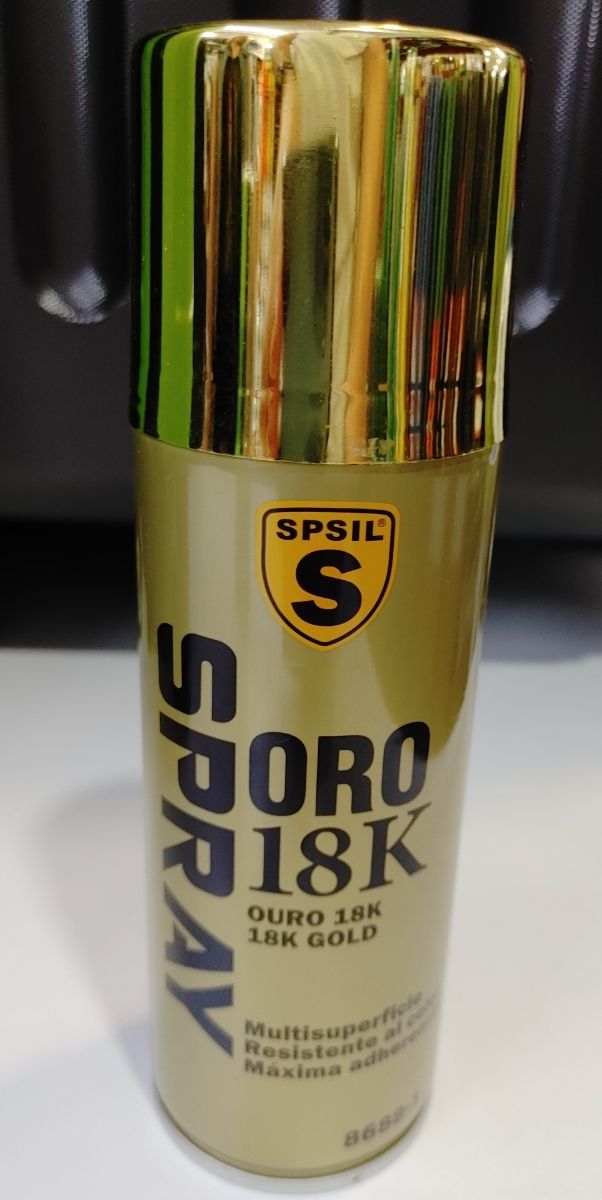 SPSIL®
S
SPRAY
ORO
18K
OURO 18K
18K GOLD
Multisuperficie
Resistente al
Máxima